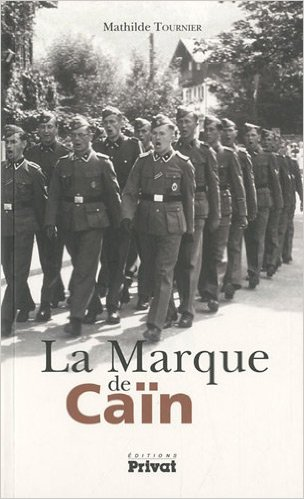 Mathilde TOURNIER
La Marque
de
Caïn
ÉDITIONS
Privat